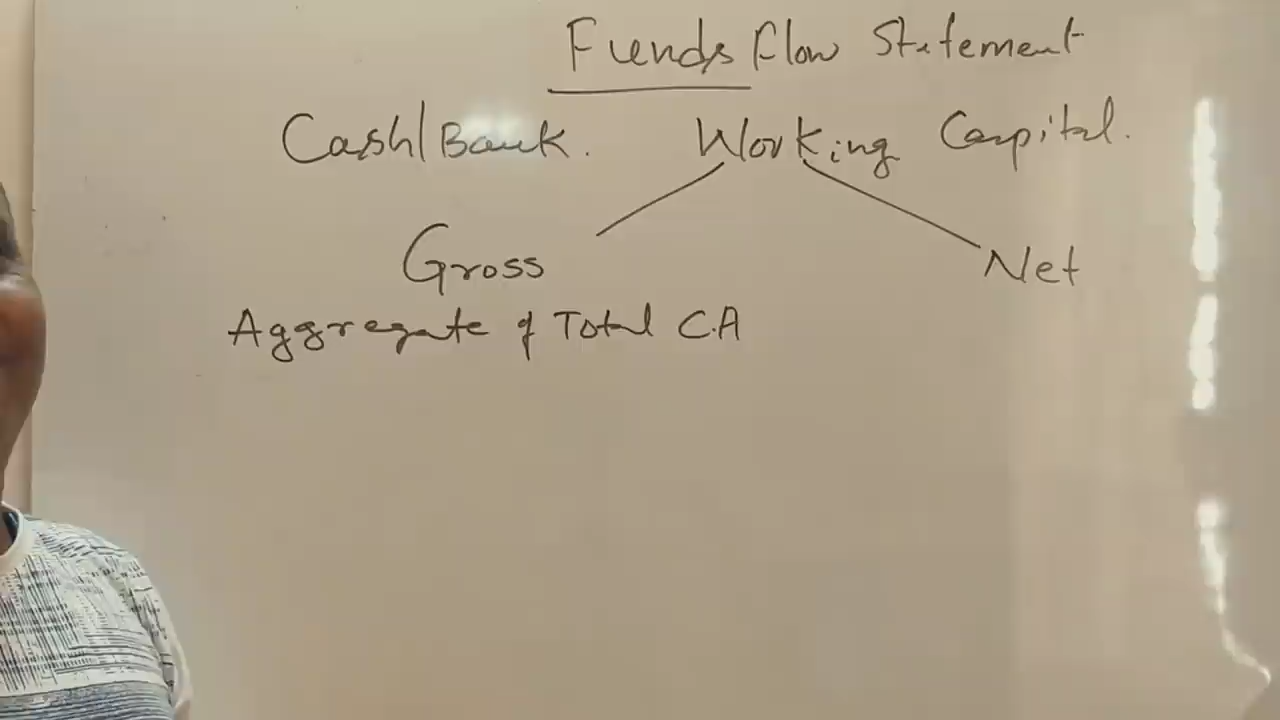 Funds Flow Statement
Cash/Bank. Working Capital.
Gross Net
Aggregate of Total C.A